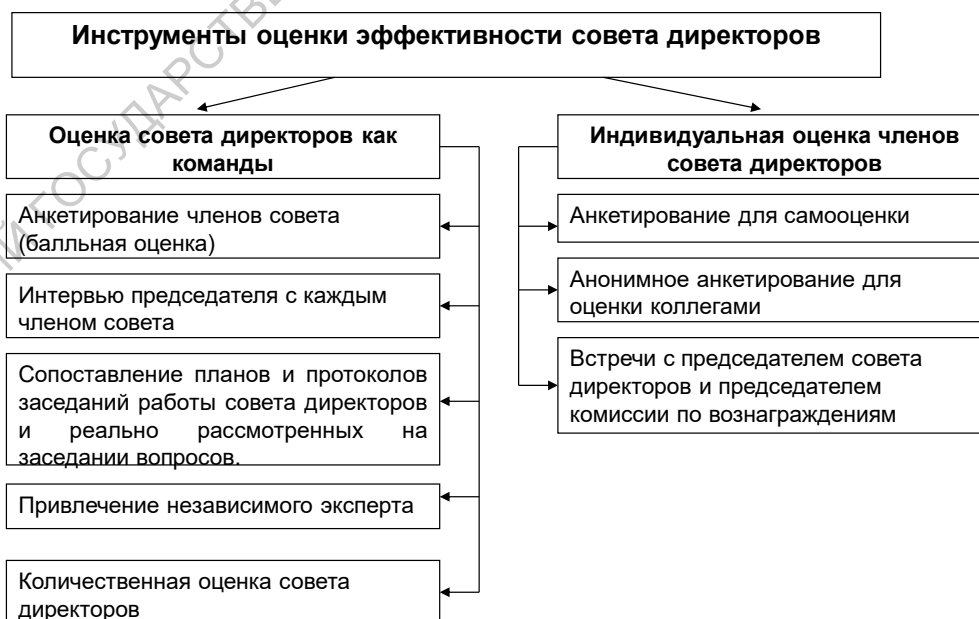 Инструменты оценки эффективности совета директоров
Оценка совета директоров как
команды
Анкетирование членов совета
(балльная оценка)
Интервью председателя с каждым
членом совета
Сопоставление планов и протоколов
заседаний работы совета директоров
и реально рассмотренных на
заседании вопросов.
Привлечение независимого эксперта
Количественная оценка совета
директоров
Индивидуальная оценка членов
совета директоров
Анкетирование для самооценки
Анонимное анкетирование для
оценки коллегами
Встречи с председателем совета
директоров и председателем
комиссии по вознаграждениям